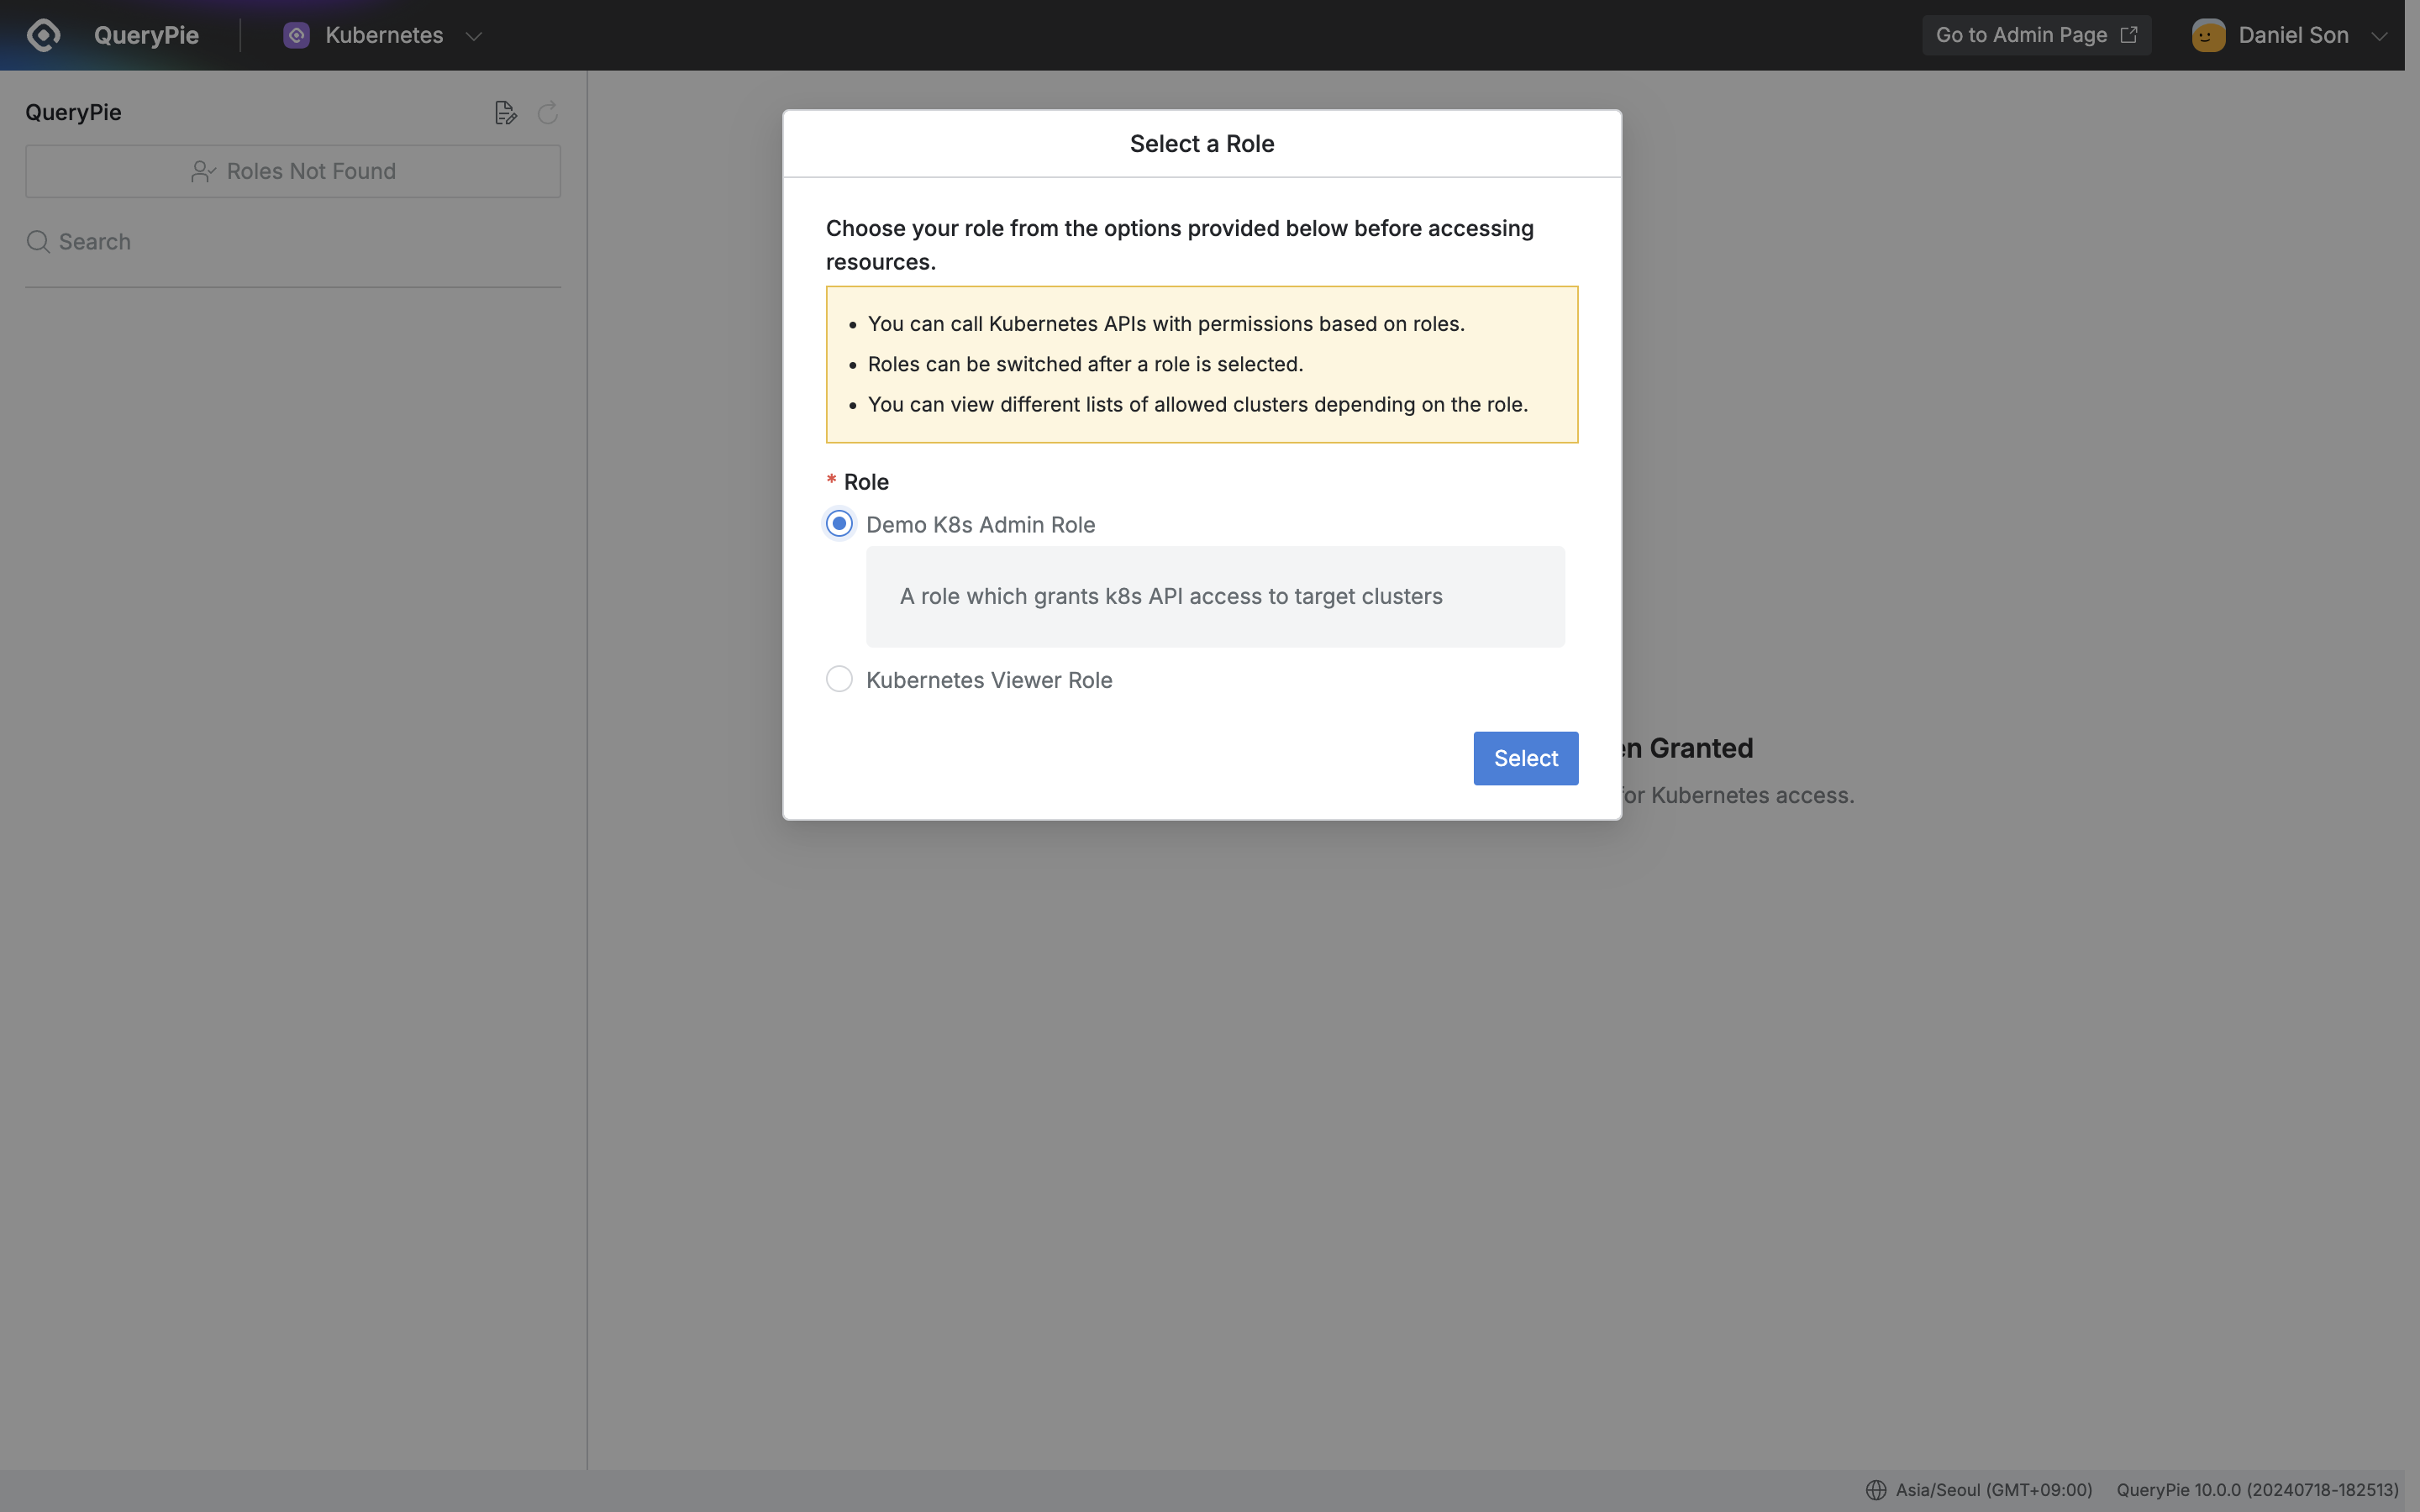 QueryPie
Kubernetes
Go to Admin Page
Daniel Son
QueryPie
Roles Not Found
Search
Select a Role
Choose your role from the options provided below before accessing
resources.
• You can call Kubernetes APIs with permissions based on roles.
• Roles can be switched after a role is selected.
• You can view different lists of allowed clusters depending on the role.
* Role
Demo K8s Admin Role
A role which grants k8s API access to target clusters
Kubernetes Viewer Role
Select
Granted
for Kubernetes access.
Asia/Seoul (GMT+09:00)
QueryPie 10.0.0 (20240718-182513)